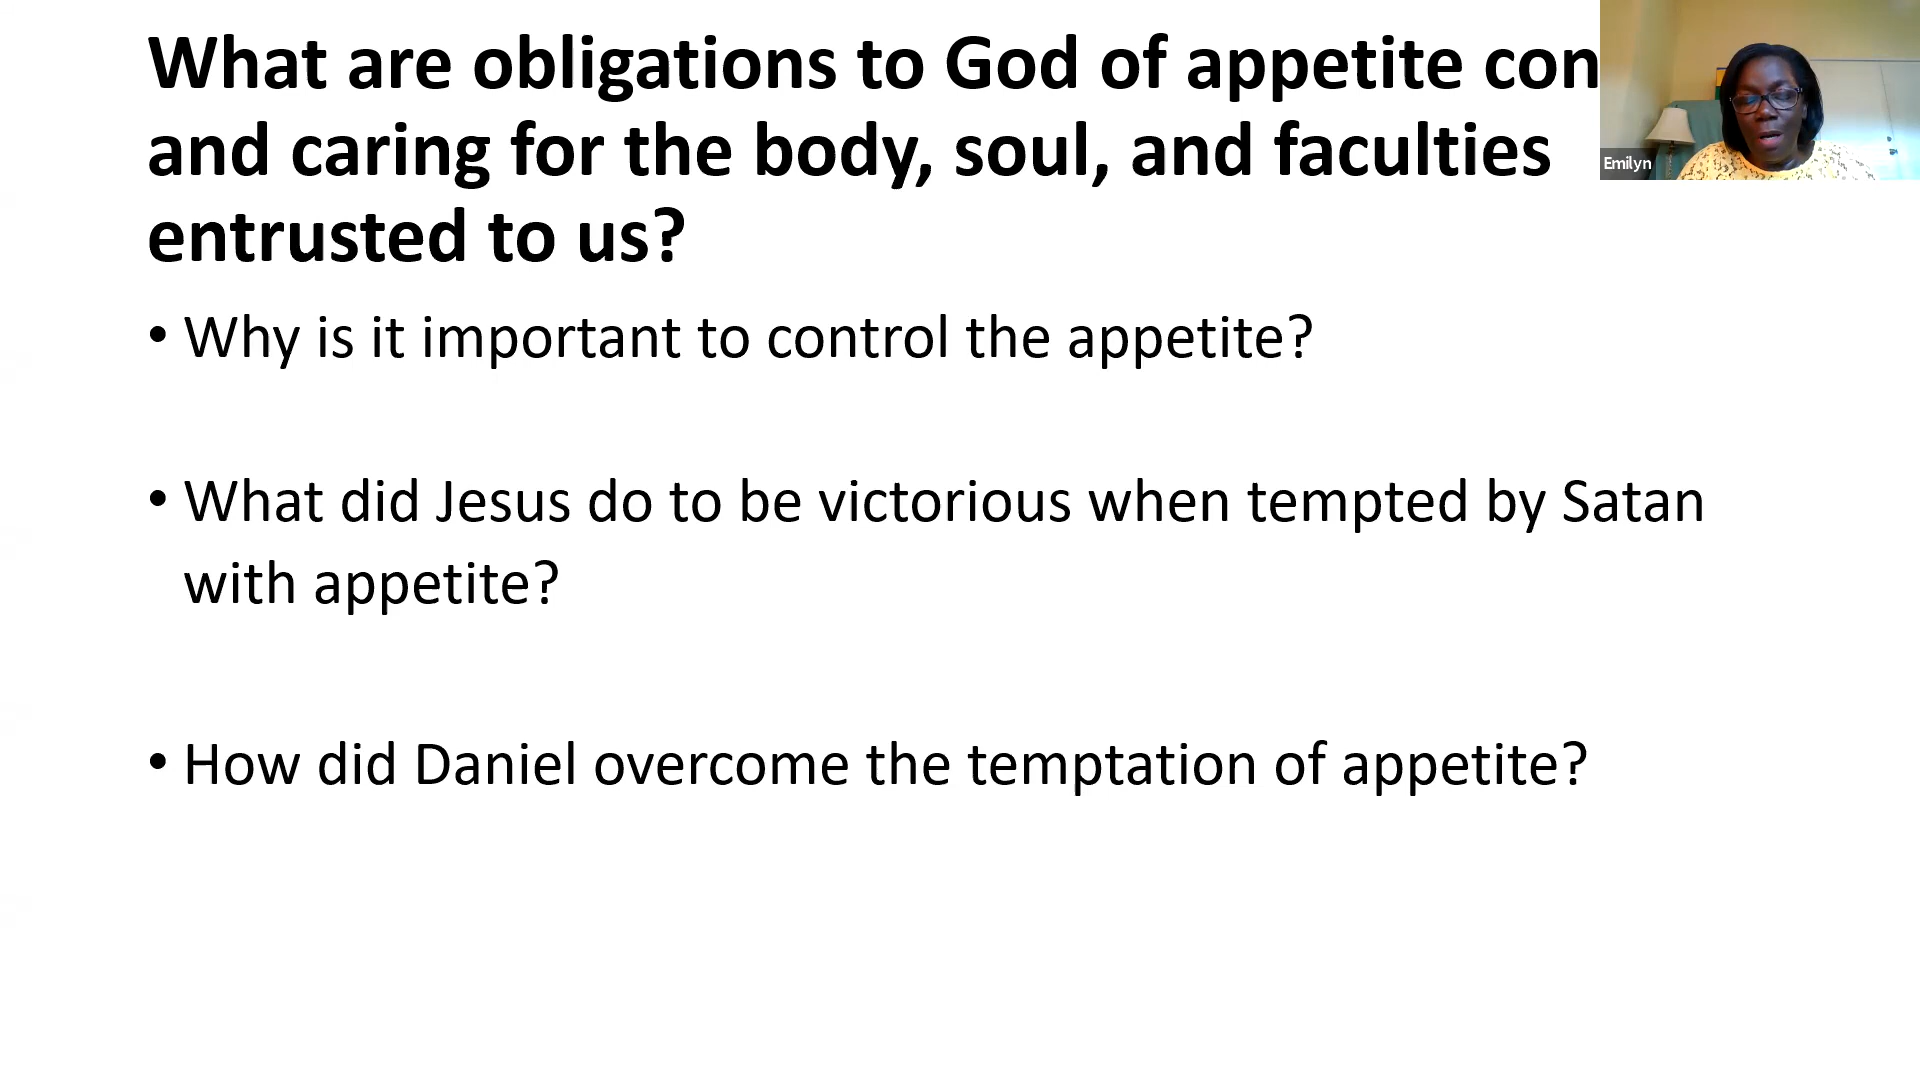 What are obligations to God of appetite con
and caring for the body, soul, and faculties
entrusted to us?
• Why is it important to control the appetite?
• What did Jesus do to be victorious when tempted by Satan
with appetite?
• How did Daniel overcome the temptation of appetite?
Emilyn